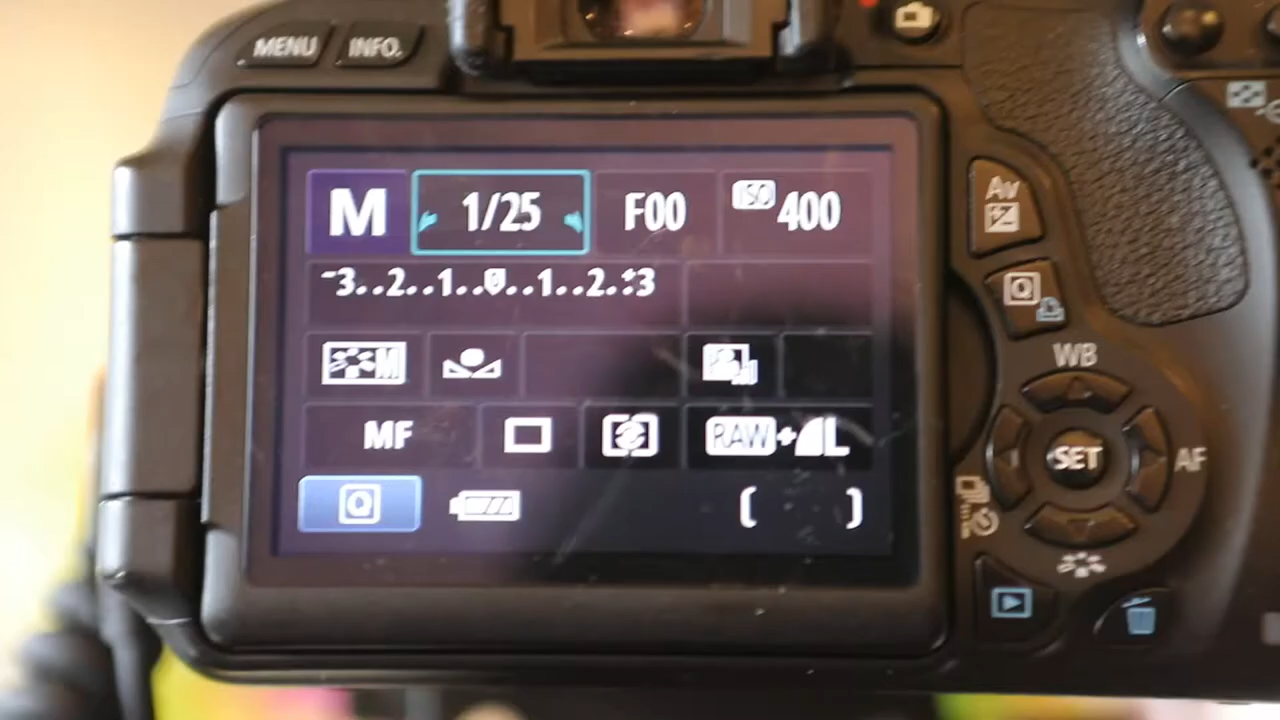 MENU INFO.
M 1/25 F00 ISO 400
Av
-3..2..1..0..1..2..+3
Q
WB
M
MF RAW+L
SET AF
Q [ ]